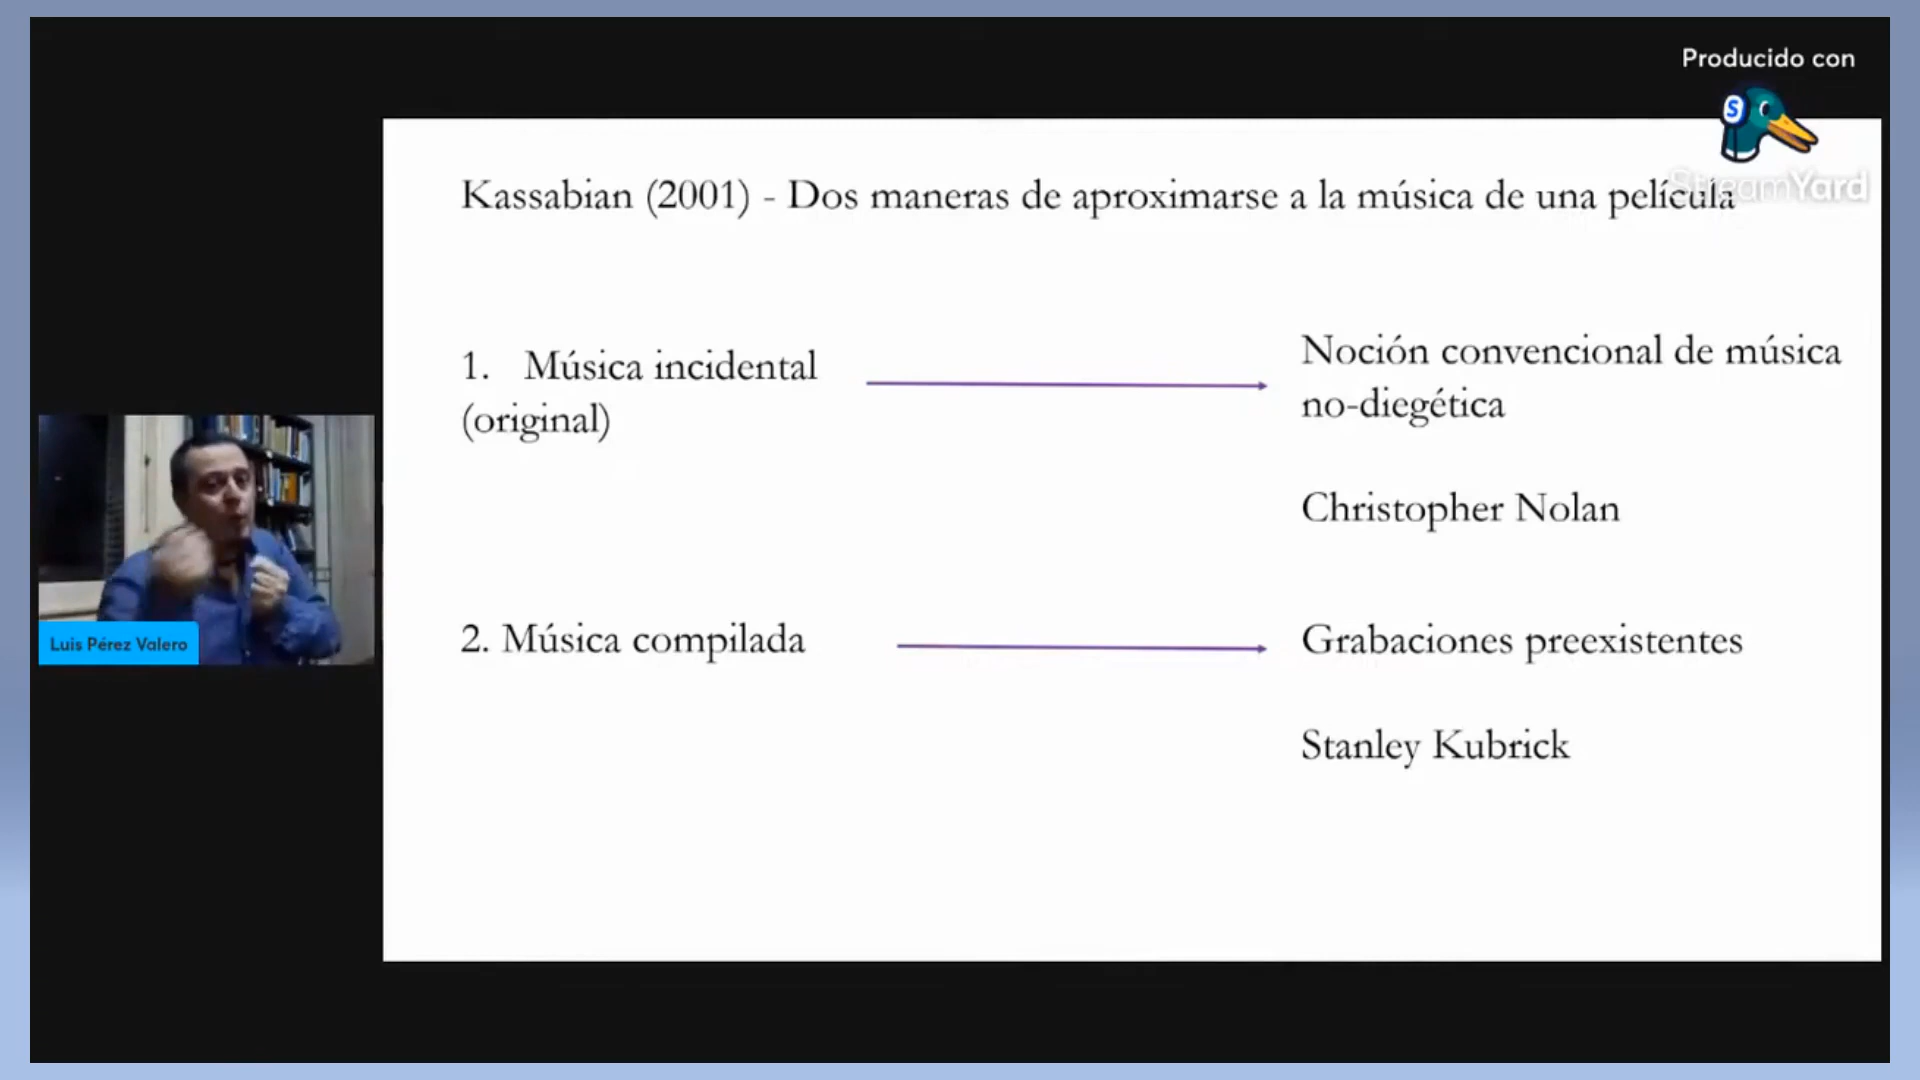 Producido con
StreamYard
Kassabian (2001) - Dos maneras de aproximarse a la música de una película
1. Música incidental
(original)
Noción convencional de música
no-diegética
Christopher Nolan
2. Música compilada
Grabaciones preexistentes
Stanley Kubrick
Luis Pérez Valero